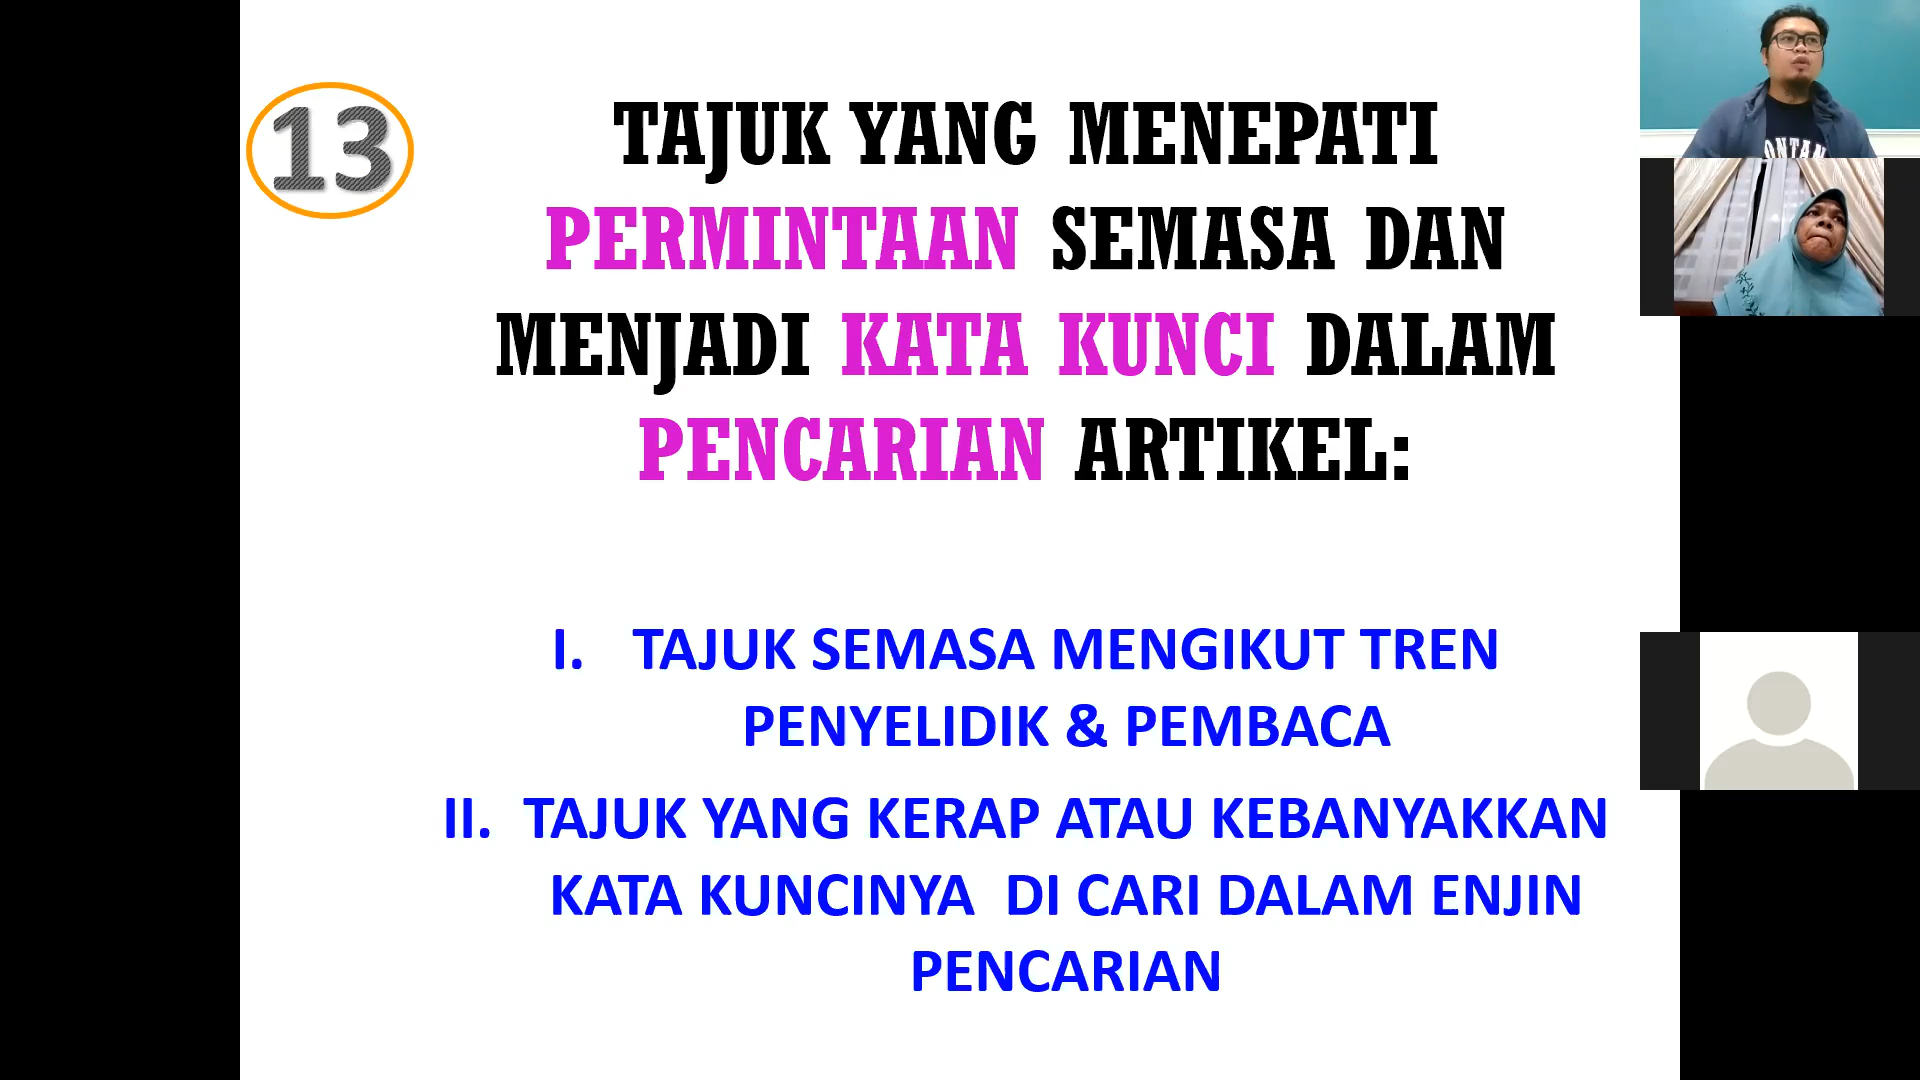 13
TAJUK YANG MENEPATI
PERMINTAAN SEMASA DAN
MENJADI KATA KUNCI DALAM
PENCARIAN ARTIKEL:
I. TAJUK SEMASA MENGIKUT TREN
PENYELIDIK & PEMBACA
II. TAJUK YANG KERAP ATAU KEBANYAKKAN
KATA KUNCINYA DI CARI DALAM ENJIN
PENCARIAN